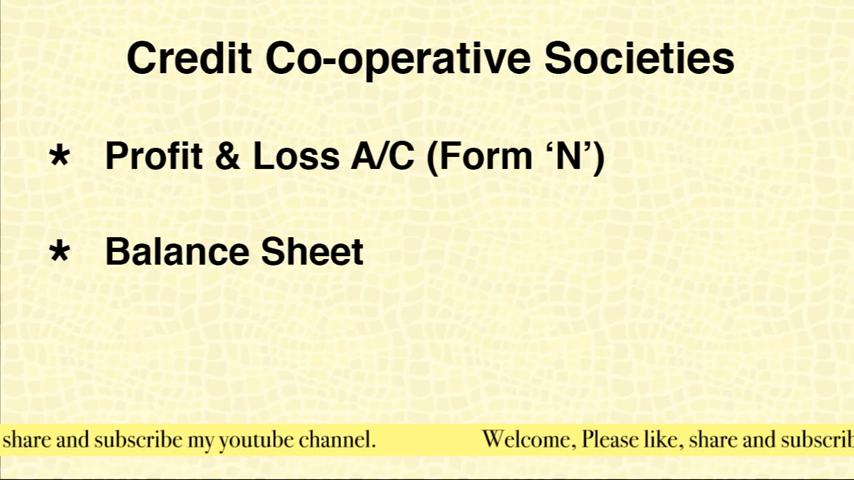 Credit Co-operative Societies
* Profit & Loss A/C (Form ‘N’)
* Balance Sheet
share and subscribe my youtube channel. Welcome, Please like, share and subscrib